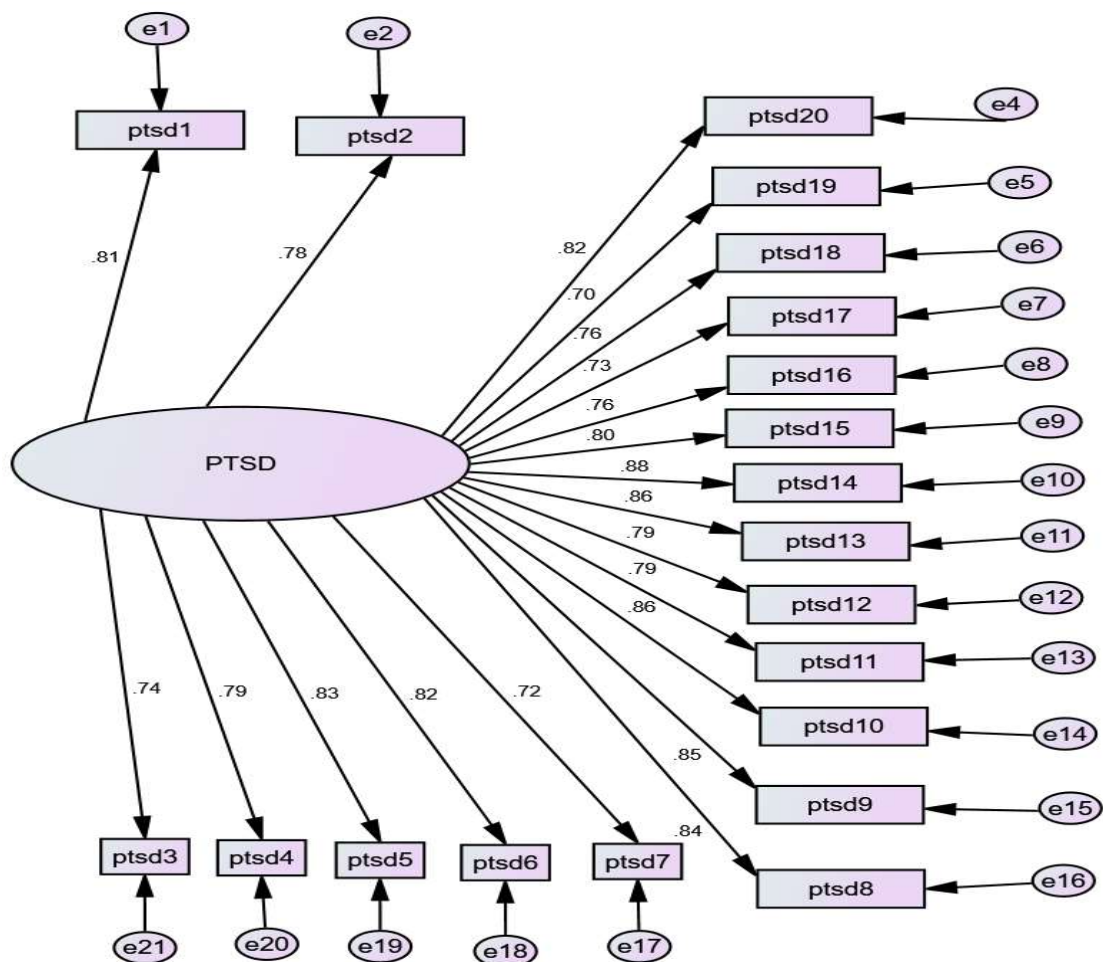 e1
e2
ptsd1
ptsd2
ptsd20
e4
ptsd19
e5
ptsd18
e6
ptsd17
e7
ptsd16
e8
ptsd15
e9
ptsd14
e10
ptsd13
e11
ptsd12
e12
ptsd11
e13
ptsd10
e14
ptsd9
e15
ptsd8
e16
.81
.78
.82
.70
.76
.73
.76
.80
.88
.86
.79
.79
.86
.85
.84
PTSD
.74
.79
.83
.82
.72
ptsd3
ptsd4
ptsd5
ptsd6
ptsd7
e21
e20
e19
e18
e17